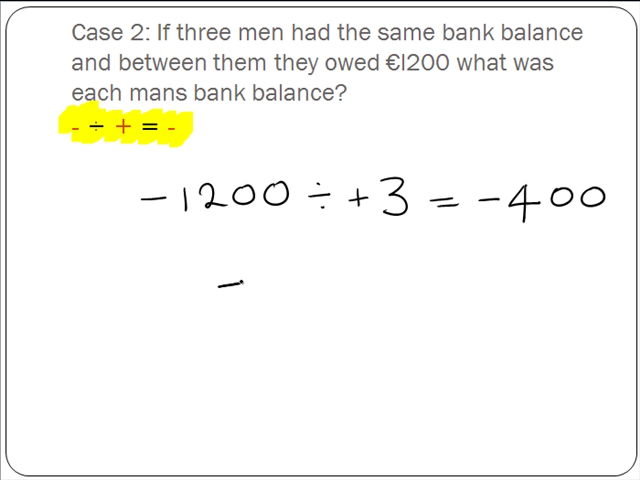 Case 2: If three men had the same bank balance
and between them they owed €1200 what was
each mans bank balance?
- ÷ + = -
- 1200 ÷ + 3 = - 400
-